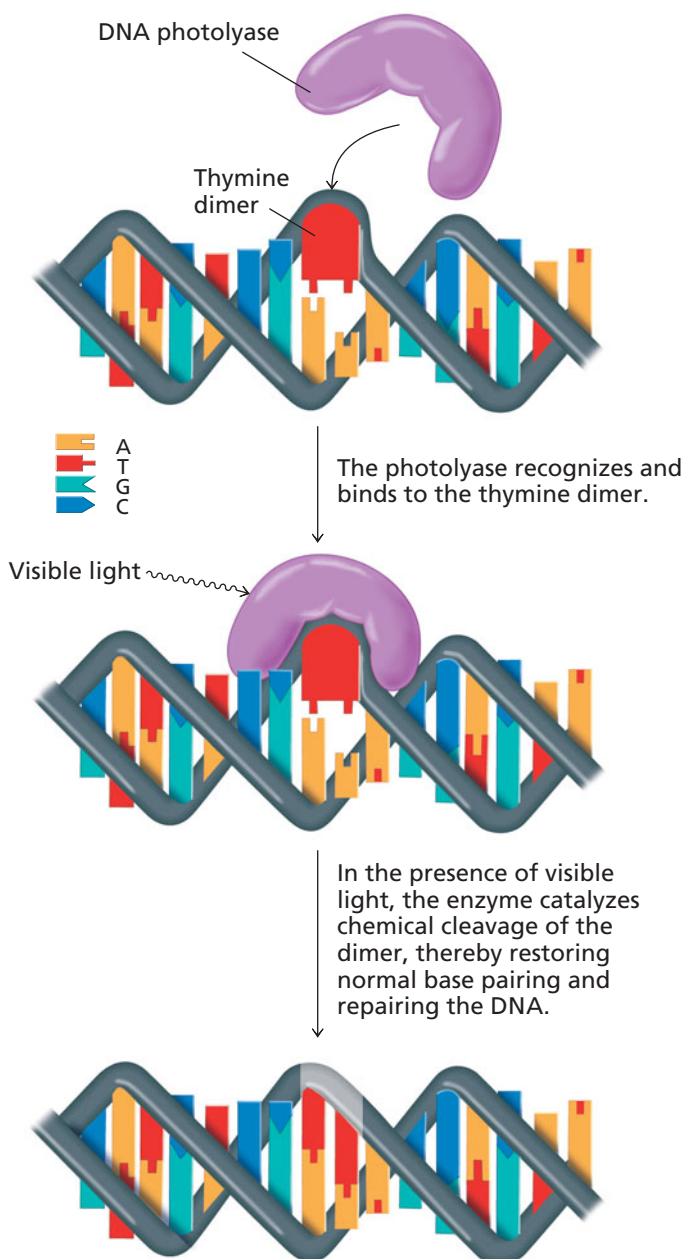 DNA photolyase
Thymine
dimer
A
T
G
C
The photolyase recognizes and
binds to the thymine dimer.
Visible light
In the presence of visible
light, the enzyme catalyzes
chemical cleavage of the
dimer, thereby restoring
normal base pairing and
repairing the DNA.